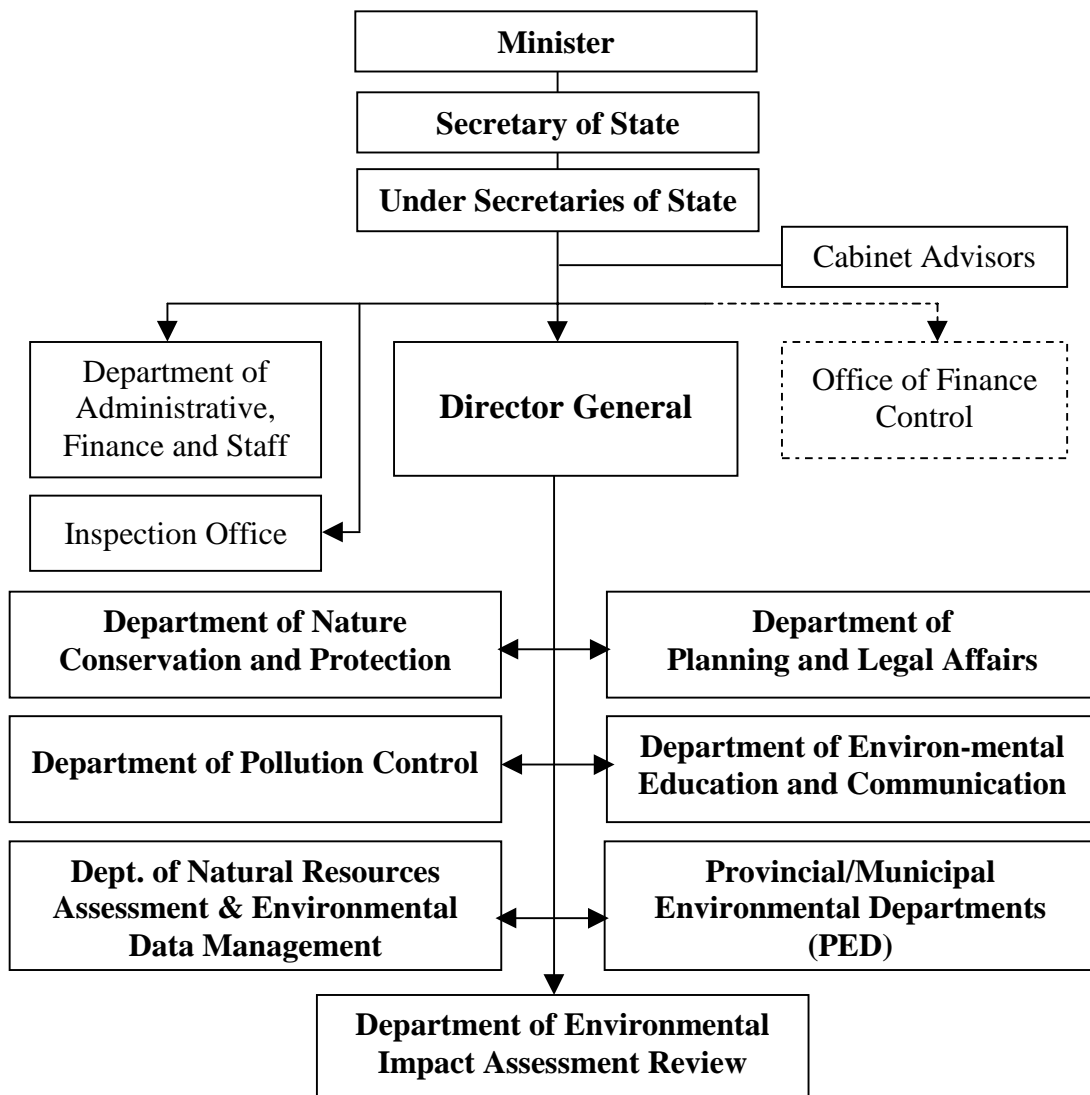 Minister
Secretary of State
Under Secretaries of State
Cabinet Advisors
Department of
Administrative,
Finance and Staff
Director General
Office of Finance
Control
Inspection Office
Department of Nature
Conservation and Protection
Department of
Planning and Legal Affairs
Department of Pollution Control
Department of Environ-mental
Education and Communication
Dept. of Natural Resources
Assessment & Environmental
Data Management
Provincial/Municipal
Environmental Departments
(PED)
Department of Environmental
Impact Assessment Review